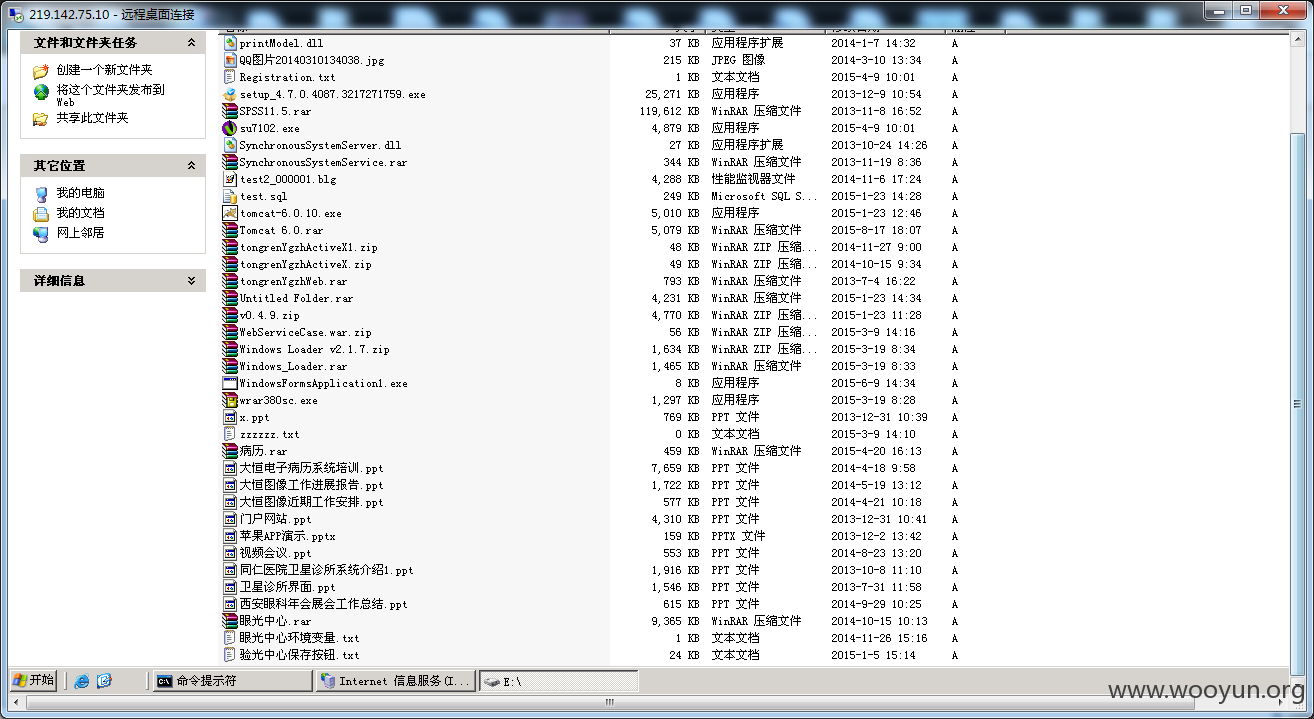 219.142.75.10 - 远程桌面连接
文件和文件夹任务
创建一个新文件夹
将这个文件夹发布到
Web
共享此文件夹
其它位置
我的电脑
我的文档
网上邻居
详细信息
printModel.dll 37 KB 应用程序扩展 2014-1-7 14:32 A
QQ图片20140310134038.jpg 215 KB JPEG 图像 2014-3-10 13:34 A
Registration.txt 1 KB 文本文档 2015-4-9 10:01 A
setup_4.7.0.4087.3217271759.exe 25,271 KB 应用程序 2013-12-9 10:54 A
SPSS11.5.rar 119,612 KB WinRAR 压缩文件 2013-11-8 16:52 A
su7102.exe 4,879 KB 应用程序 2015-4-9 10:01 A
SynchronousSystemServer.dll 27 KB 应用程序扩展 2013-10-24 14:26 A
SynchronousSystemService.rar 344 KB WinRAR 压缩文件 2013-11-19 8:36 A
test2_000001.blg 4,288 KB 性能监视器文件 2014-11-6 17:24 A
test.sql 249 KB Microsoft SQL S... 2015-1-23 14:28 A
tomcat-6.0.10.exe 5,010 KB 应用程序 2015-1-23 12:46 A
Tomcat 6.0.rar 5,079 KB WinRAR 压缩文件 2015-8-17 18:07 A
tongrenYgzhActiveX1.zip 48 KB WinRAR ZIP 压缩... 2014-11-27 9:00 A
tongrenYgzhActiveX.zip 49 KB WinRAR ZIP 压缩... 2014-10-15 9:34 A
tongrenYgzhWeb.rar 793 KB WinRAR 压缩文件 2013-7-4 16:22 A
Untitled Folder.rar 4,231 KB WinRAR 压缩文件 2015-1-23 14:34 A
v0.4.9.zip 4,770 KB WinRAR ZIP 压缩... 2015-1-23 11:28 A
WebServiceCase.war.zip 56 KB WinRAR ZIP 压缩... 2015-3-9 14:16 A
Windows Loader v2.1.7.zip 1,634 KB WinRAR ZIP 压缩... 2015-3-19 8:34 A
Windows_Loader.rar 1,465 KB WinRAR 压缩文件 2015-3-19 8:33 A
WindowsFormsApplication1.exe 8 KB 应用程序 2015-6-9 14:34 A
wrar380sc.exe 1,297 KB 应用程序 2015-3-19 8:28 A
x.ppt 769 KB PPT 文件 2013-12-31 10:39 A
zzzzzz.txt 0 KB 文本文档 2015-3-9 14:10 A
病历.rar 459 KB WinRAR 压缩文件 2015-4-20 16:13 A
大恒电子病历系统培训.ppt 7,659 KB PPT 文件 2014-4-18 9:58 A
大恒图像工作进展报告.ppt 1,722 KB PPT 文件 2014-5-19 13:12 A
大恒图像近期工作安排.ppt 577 KB PPT 文件 2014-4-21 10:18 A
门户网站.ppt 4,310 KB PPT 文件 2013-12-31 10:41 A
苹果APP演示.pptx 159 KB PPTX 文件 2013-12-2 13:42 A
视频会议.ppt 553 KB PPT 文件 2014-8-23 13:20 A
同仁医院卫星诊所系统介绍1.ppt 1,916 KB PPT 文件 2013-10-8 11:10 A
卫星诊所界面.ppt 1,546 KB PPT 文件 2013-7-31 11:58 A
西安眼科年会展会工作总结.ppt 615 KB PPT 文件 2014-9-29 10:25 A
眼光中心.rar 9,365 KB WinRAR 压缩文件 2014-10-15 10:13 A
眼光中心环境变量.txt 1 KB 文本文档 2014-11-26 15:16 A
验光中心保存按钮.txt 24 KB 文本文档 2015-1-5 15:14 A
开始
命令提示符
Internet 信息服务(I...
E:\
www.wooyun.org